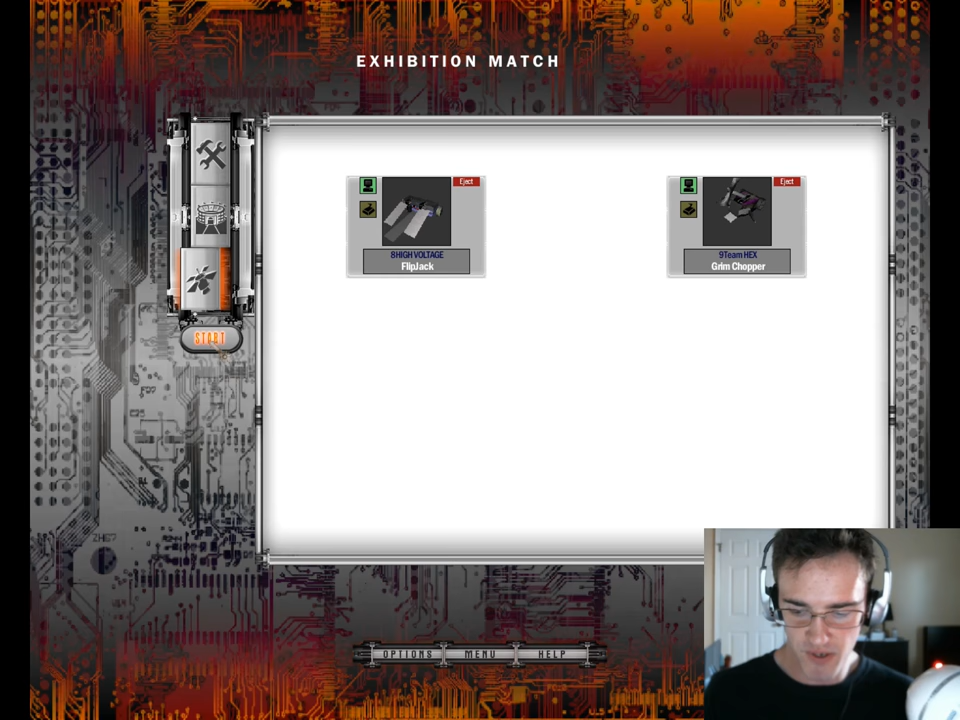 EXHIBITION MATCH
Eject
8HIGH VOLTAGE
FlipJack
Eject
9Team HEX
Grim Chopper
START
OPTIONS
MENU
HELP